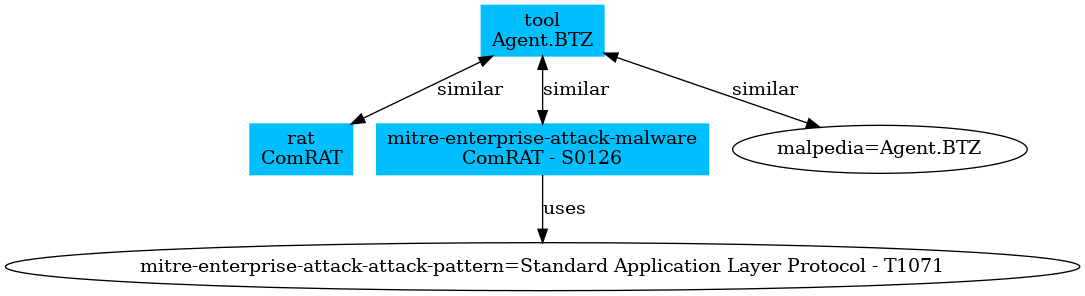 tool
Agent.BTZ
similar
similar
similar
rat
ComRAT
mitre-enterprise-attack-malware
ComRAT - S0126
malpedia=Agent.BTZ
uses
mitre-enterprise-attack-attack-pattern=Standard Application Layer Protocol - T1071